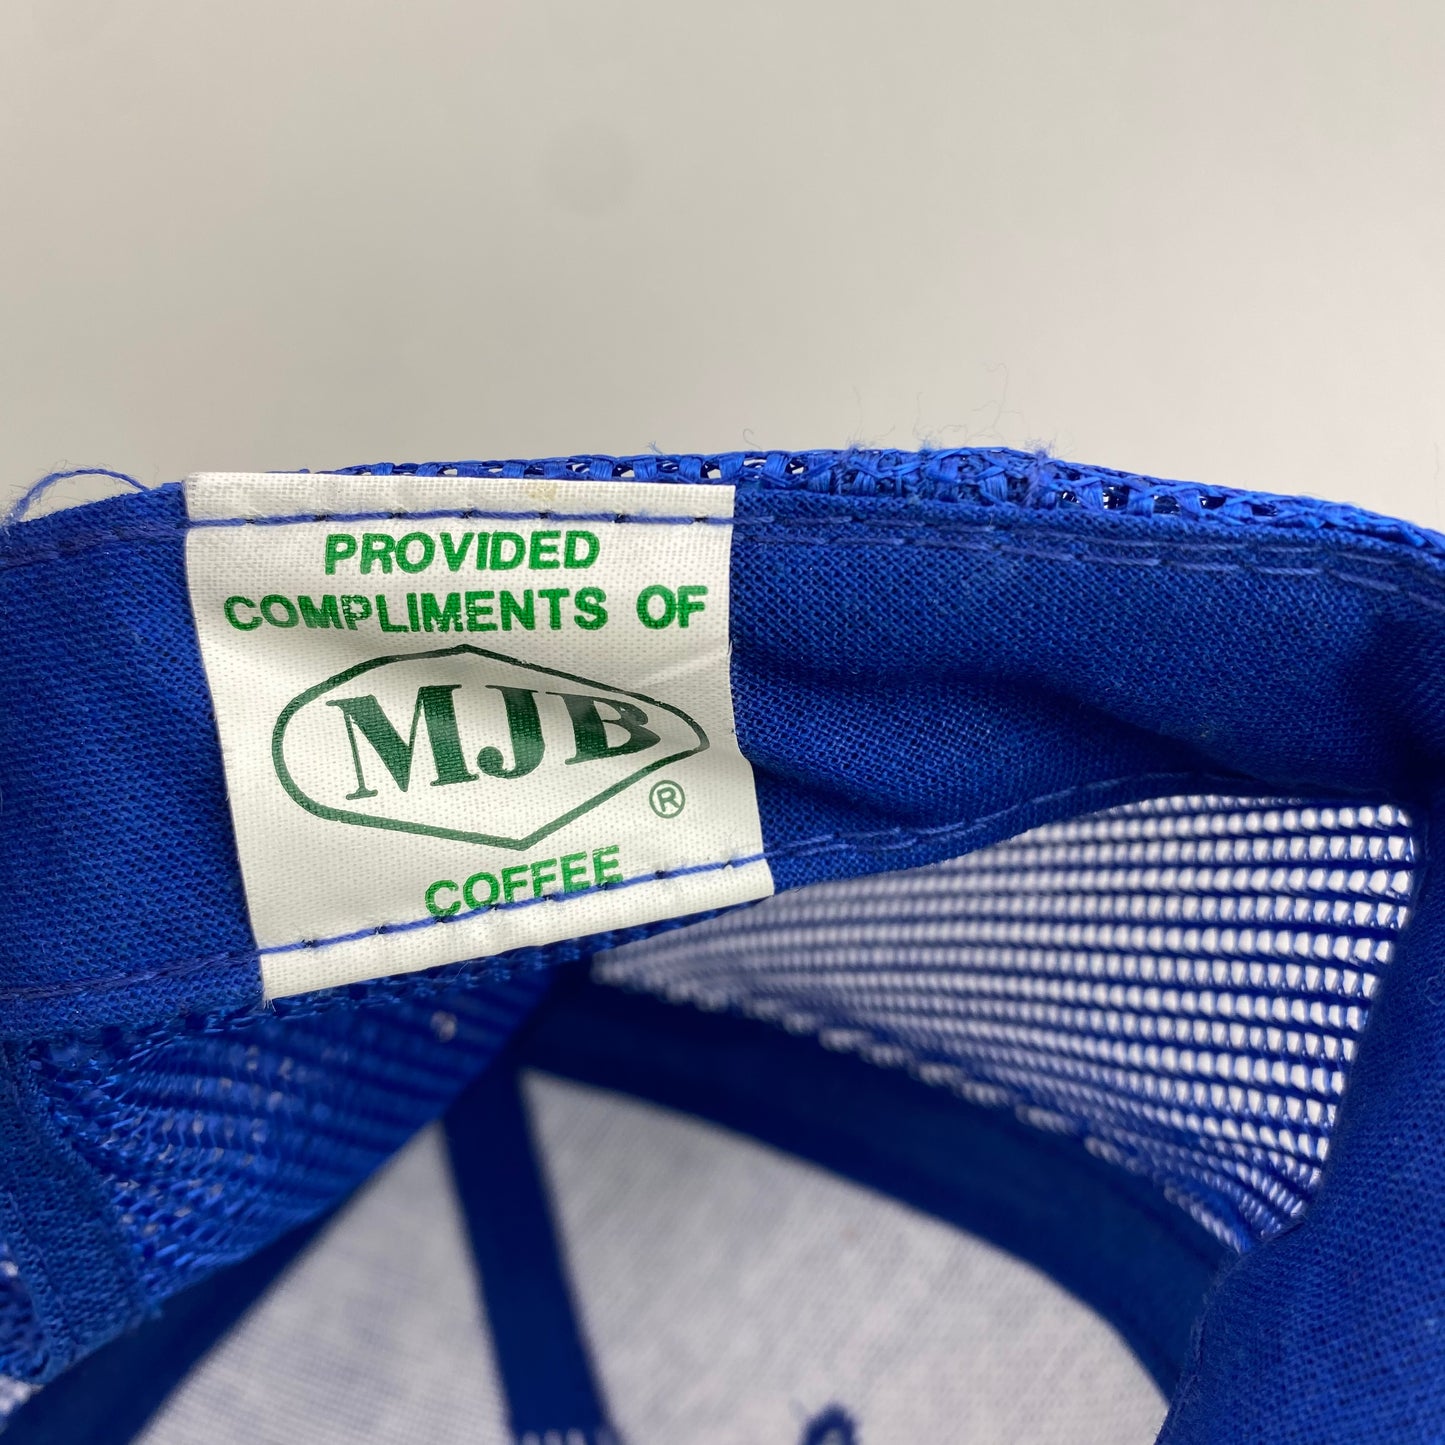 PROVIDED
COMPLIMENTS OF
MJB
®
COFFEE